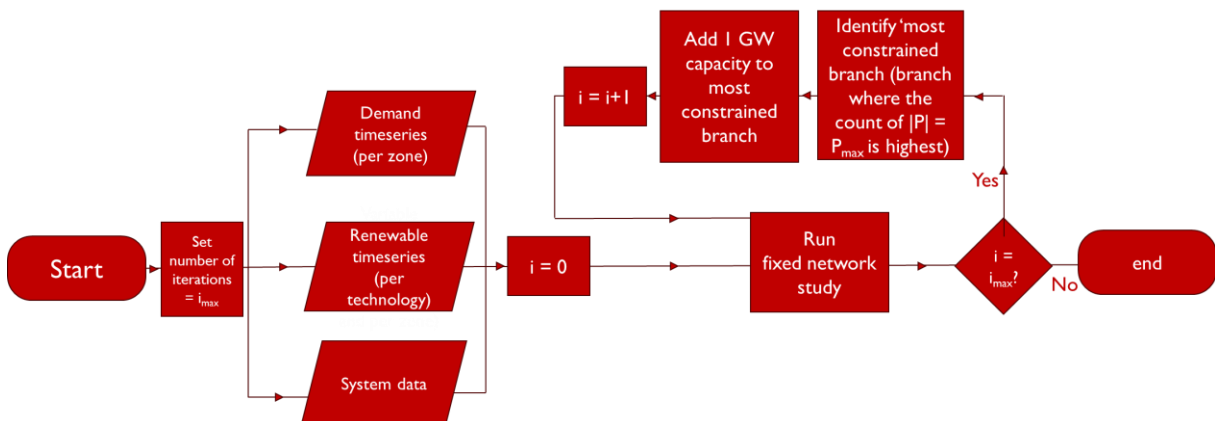 Start
Set
number of
iterations
= iₘₐₓ
Demand
timeseries
(per zone)
Renewable
timeseries
(per
technology)
System data
i = 0
Run
fixed network
study
i =
iₘₐₓ?
Yes
No
end
Identify ‘most
constrained
branch (branch
where the
count of |P| =
Pₘₐₓ is highest)
Add 1 GW
capacity to
most
constrained
branch
i = i+1